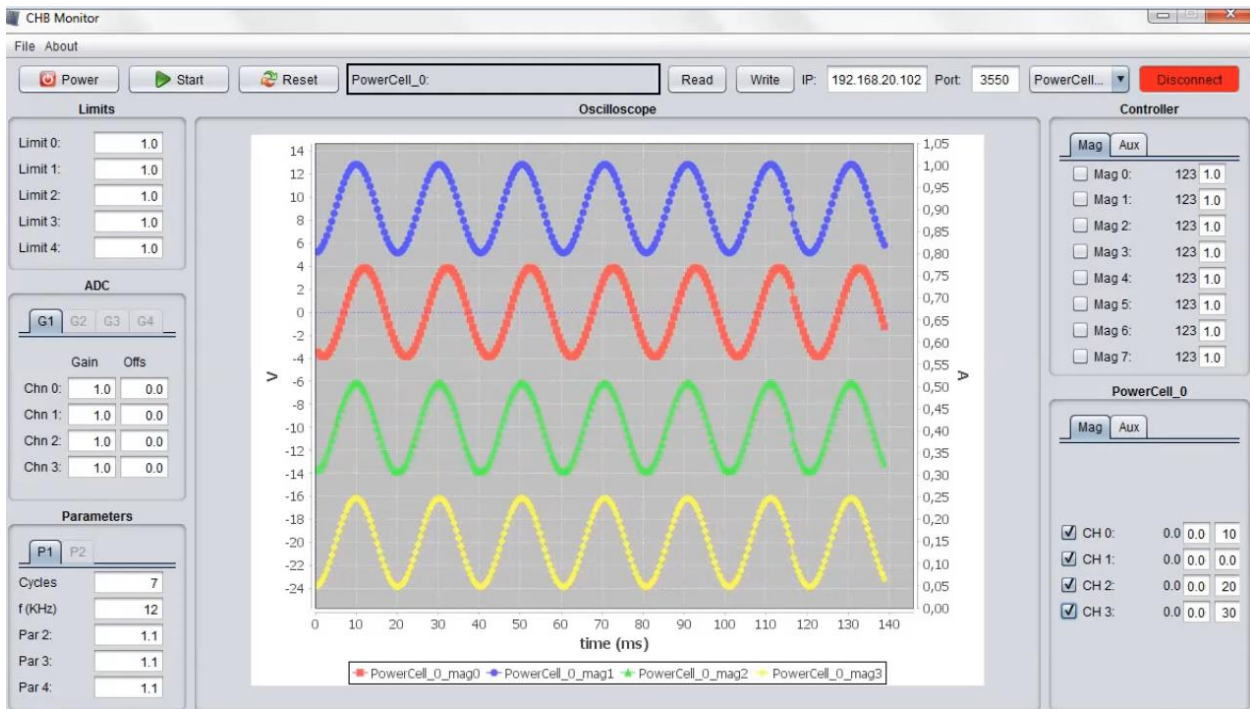 CHB Monitor
File About
Power Start Reset PowerCell_0: Read Write IP: 192.168.20.102 Port: 3550 PowerCell... Disconnect
Limits
Limit 0: 1.0
Limit 1: 1.0
Limit 2: 1.0
Limit 3: 1.0
Limit 4: 1.0
ADC
G1 G2 G3 G4
Gain Offs
Chn 0: 1.0 0.0
Chn 1: 1.0 0.0
Chn 2: 1.0 0.0
Chn 3: 1.0 0.0
Parameters
P1 P2
Cycles 7
f (KHz) 12
Par 2: 1.1
Par 3: 1.1
Par 4: 1.1
Oscilloscope
V
14
12
10
8
6
4
2
0
-2
-4
-6
-8
-10
-12
-14
-16
-18
-20
-22
-24
A
1,05
1,00
0,95
0,90
0,85
0,80
0,75
0,70
0,65
0,60
0,55
0,50
0,45
0,40
0,35
0,30
0,25
0,20
0,15
0,10
0,05
0,00
0 10 20 30 40 50 60 70 80 90 100 110 120 130 140
time (ms)
PowerCell_0_mag0 PowerCell_0_mag1 PowerCell_0_mag2 PowerCell_0_mag3
Controller
Mag Aux
Mag 0: 123 1.0
Mag 1: 123 1.0
Mag 2: 123 1.0
Mag 3: 123 1.0
Mag 4: 123 1.0
Mag 5: 123 1.0
Mag 6: 123 1.0
Mag 7: 123 1.0
PowerCell_0
Mag Aux
CH 0: 0.0 0.0 10
CH 1: 0.0 0.0 0.0
CH 2: 0.0 0.0 20
CH 3: 0.0 0.0 30